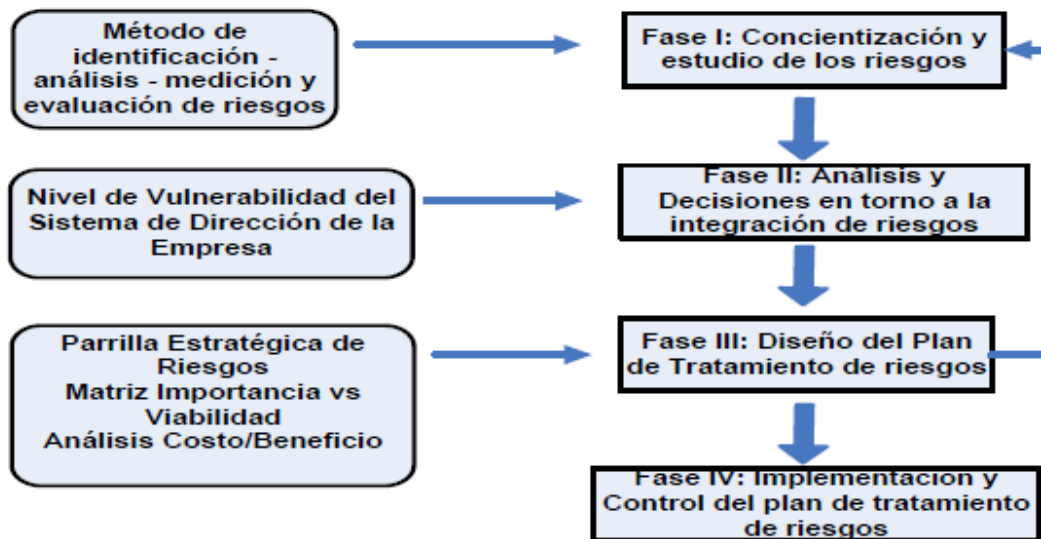 Método de
identificación -
análisis - medición y
evaluación de riesgos
Fase I: Concientización y
estudio de los riesgos
Nivel de Vulnerabilidad del
Sistema de Dirección de la
Empresa
Fase II: Análisis y
Decisiones en torno a la
integración de riesgos
Parrilla Estratégica de
Riesgos
Matriz Importancia vs
Viabilidad
Análisis Costo/Beneficio
Fase III: Diseño del Plan
de Tratamiento de riesgos
Fase IV: Implementación y
Control del plan de tratamiento
de riesgos